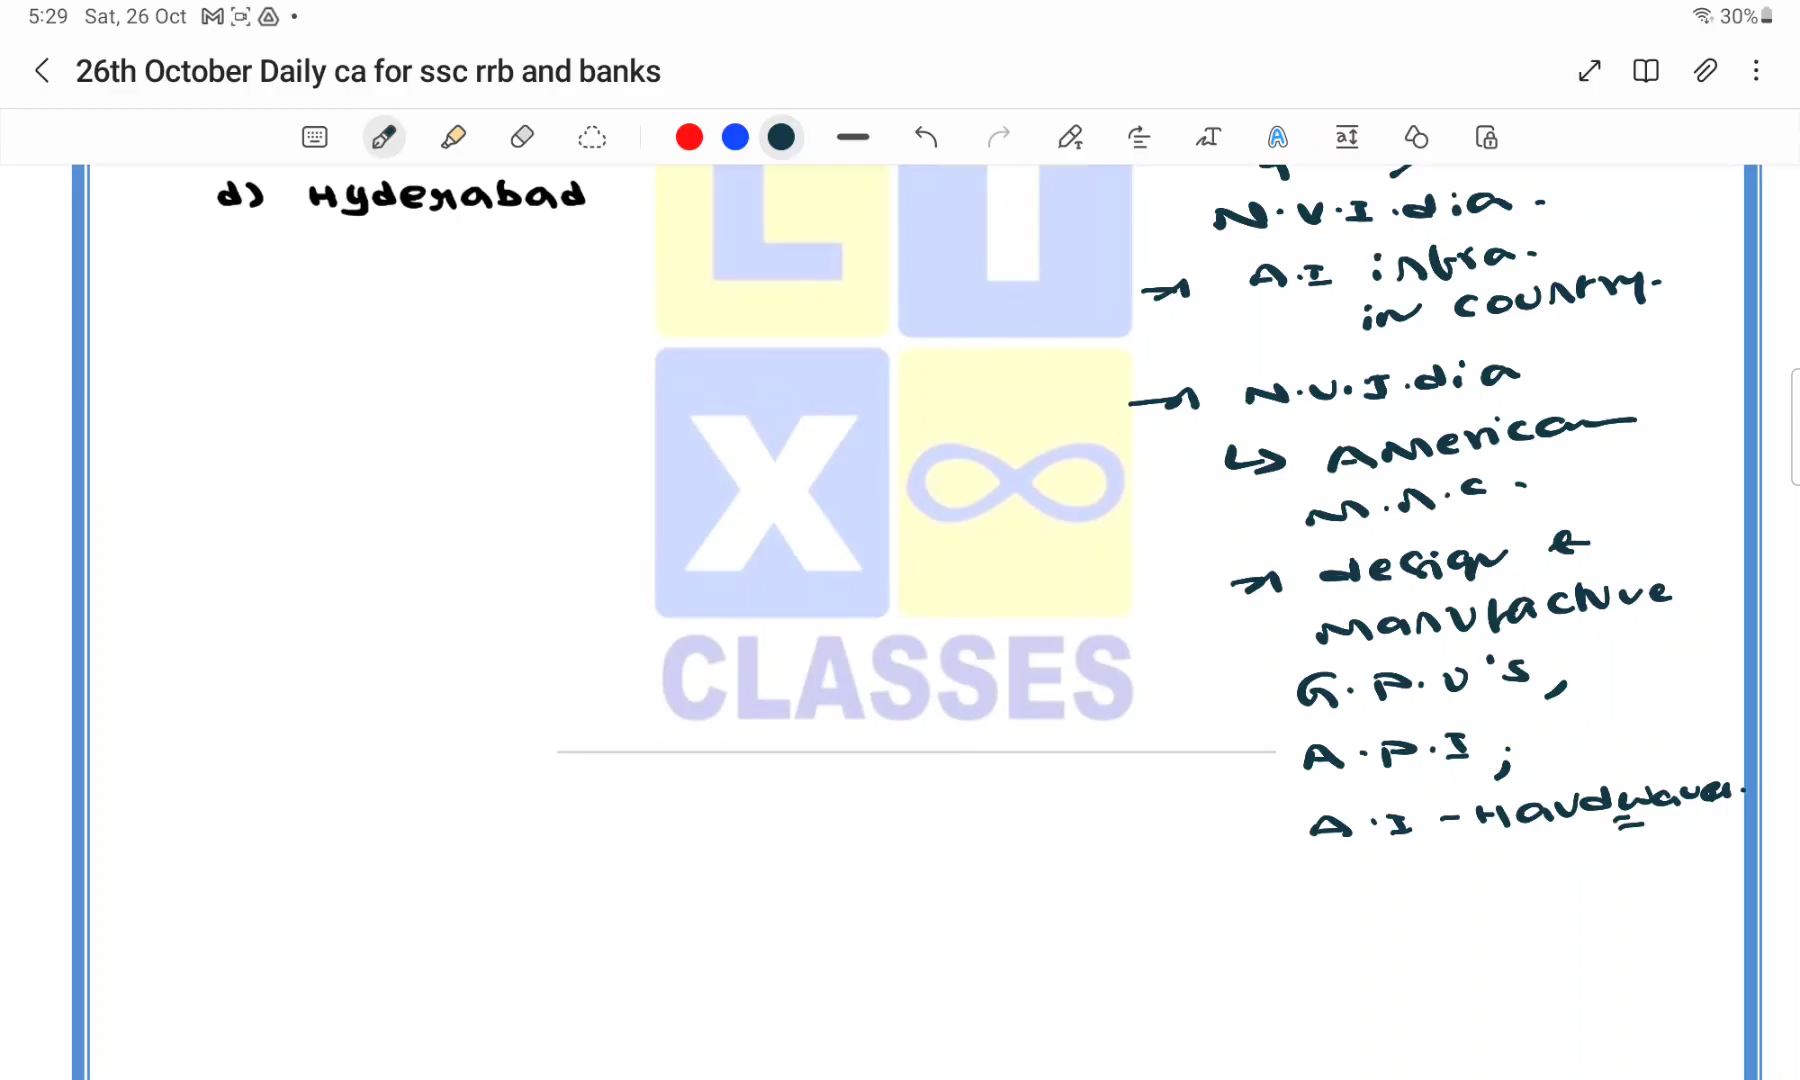 5:29 Sat, 26 Oct
30%
26th October Daily ca for ssc rrb and banks
d) Hyderabad
N.V.I.dia.
→ A.I infra.
in country.
→ N.V.I.dia
↳ American
M.N.C.
→ design &
manufacture
G.P.U's,
A.P.I;
A.I - Hardwares.
L I
X ∞
CLASSES